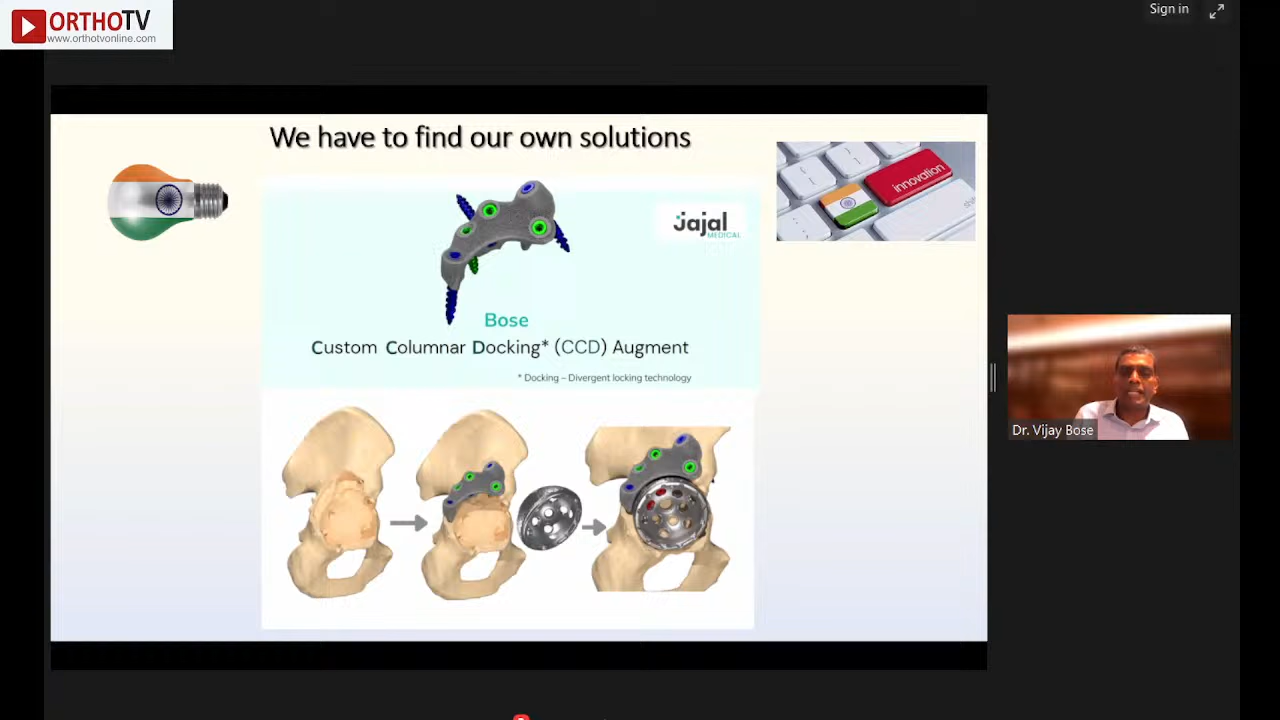 ORTHOTV
www.orthotvonline.com
Sign in
We have to find our own solutions
innovation
Jajal
MEDICAL
Bose
Custom Columnar Docking* (CCD) Augment
* Docking – Divergent locking technology
Dr. Vijay Bose